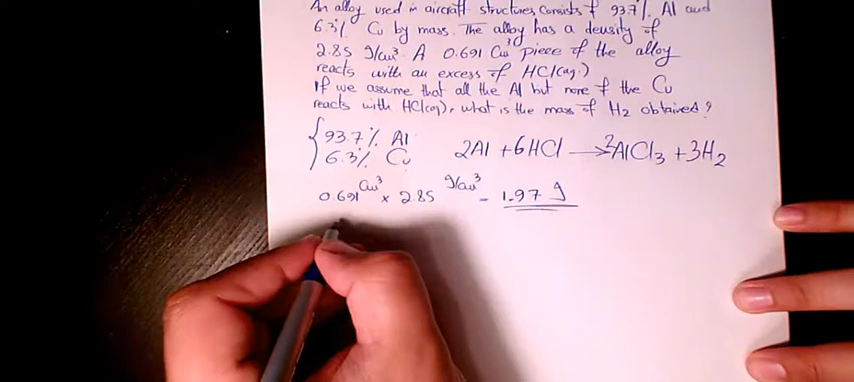 An alloy used in aircraft structures consists of 93.7% Al and
6.3% Cu by mass. The alloy has a density of
2.85 g/cm³. A 0.691 cm³ piece of the alloy
reacts with an excess of HCl(aq.)
If we assume that all the Al but none of the Cu
reacts with HCl(aq), what is the mass of H2 obtained?
93.7% Al
6.3% Cu
2Al + 6HCl → 2AlCl3 + 3H2
0.691 cm³ × 2.85 g/cm³ = 1.97 g